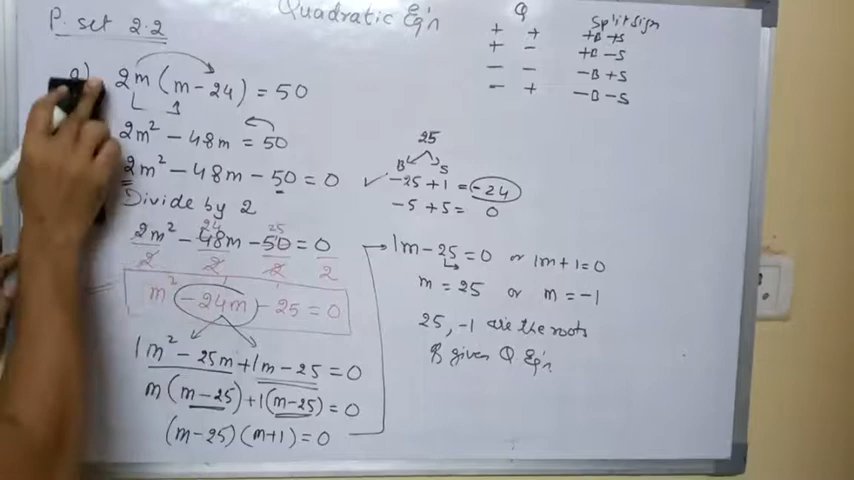 P. set 2.2
Quadratic Eq'n
Q Split sign
+ + +B +S
+ - +B -S
- - -B +S
- + -B -S
2m (m - 24) = 50
2m² - 48m = 50
2m² - 48m - 50 = 0
Divide by 2
24 25
2m² - 48m - 50 = 0
2 2 2 2
m² - 24m - 25 = 0
1m² - 25m + 1m - 25 = 0
m(m - 25) + 1(m - 25) = 0
(m - 25) (m + 1) = 0
25
B S
✓ -25 + 1 = -24
-5 + 5 = 0
1m - 25 = 0 or 1m + 1 = 0
m = 25 or m = -1
25, -1 are the roots
of given Q Eq'n